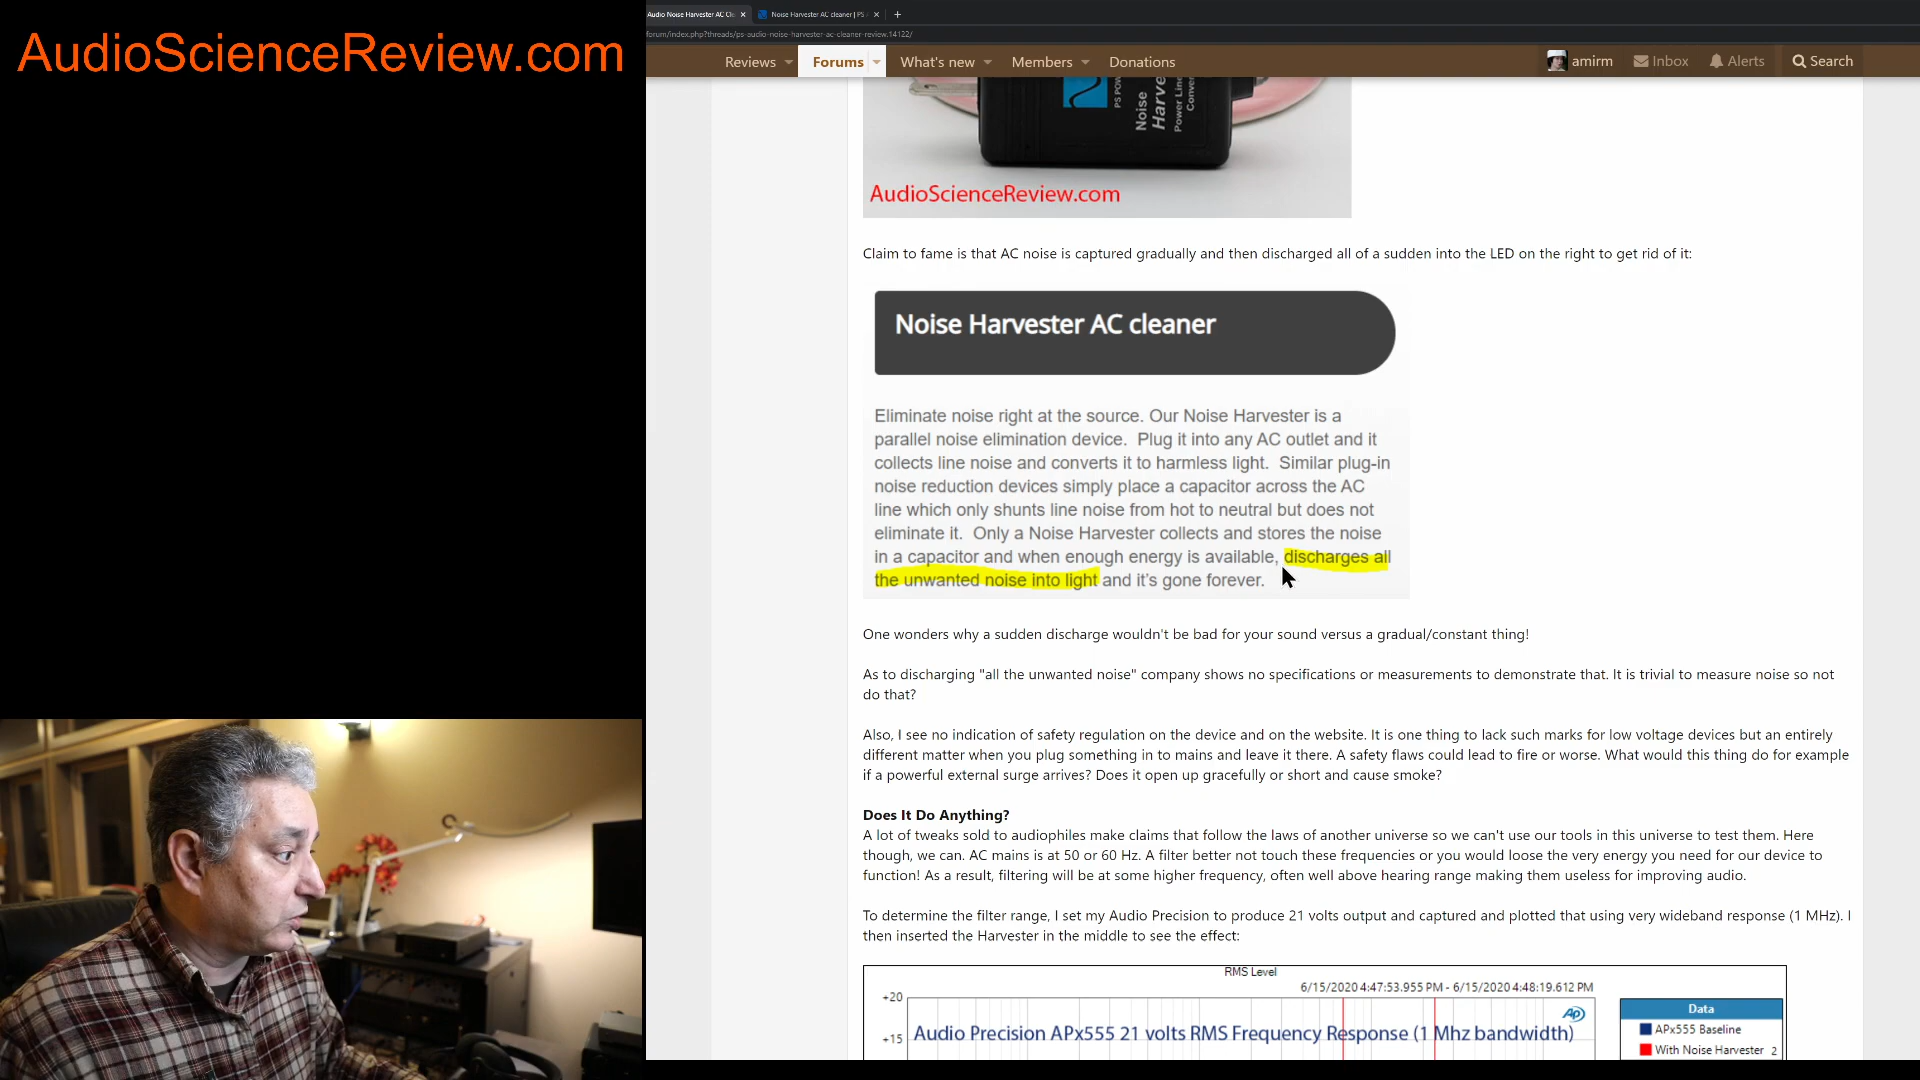 AudioScienceReview.com
Audio Noise Harvester AC Cl
Noise Harvester AC cleaner | PS
forum/index.php?threads/ps-audio-noise-harvester-ac-cleaner-review.14122/
Reviews Forums What's new Members Donations amirm Inbox Alerts Search
Noise
Harve
Power Line
Conve
AudioScienceReview.com
Claim to fame is that AC noise is captured gradually and then discharged all of a sudden into the LED on the right to get rid of it:
Noise Harvester AC cleaner
Eliminate noise right at the source. Our Noise Harvester is a
parallel noise elimination device. Plug it into any AC outlet and it
collects line noise and converts it to harmless light. Similar plug-in
noise reduction devices simply place a capacitor across the AC
line which only shunts line noise from hot to neutral but does not
eliminate it. Only a Noise Harvester collects and stores the noise
in a capacitor and when enough energy is available, discharges all
the unwanted noise into light and it's gone forever.
One wonders why a sudden discharge wouldn't be bad for your sound versus a gradual/constant thing!
As to discharging "all the unwanted noise" company shows no specifications or measurements to demonstrate that. It is trivial to measure noise so not
do that?
Also, I see no indication of safety regulation on the device and on the website. It is one thing to lack such marks for low voltage devices but an entirely
different matter when you plug something in to mains and leave it there. A safety flaws could lead to fire or worse. What would this thing do for example
if a powerful external surge arrives? Does it open up gracefully or short and cause smoke?
Does It Do Anything?
A lot of tweaks sold to audiophiles make claims that follow the laws of another universe so we can't use our tools in this universe to test them. Here
though, we can. AC mains is at 50 or 60 Hz. A filter better not touch these frequencies or you would loose the very energy you need for our device to
function! As a result, filtering will be at some higher frequency, often well above hearing range making them useless for improving audio.
To determine the filter range, I set my Audio Precision to produce 21 volts output and captured and plotted that using very wideband response (1 MHz). I
then inserted the Harvester in the middle to see the effect:
RMS Level
6/15/2020 4:47:53.955 PM - 6/15/2020 4:48:19.612 PM
+20
Data
Audio Precision APx555 21 volts RMS Frequency Response (1 Mhz bandwidth)
+15
APx555 Baseline
With Noise Harvester 2